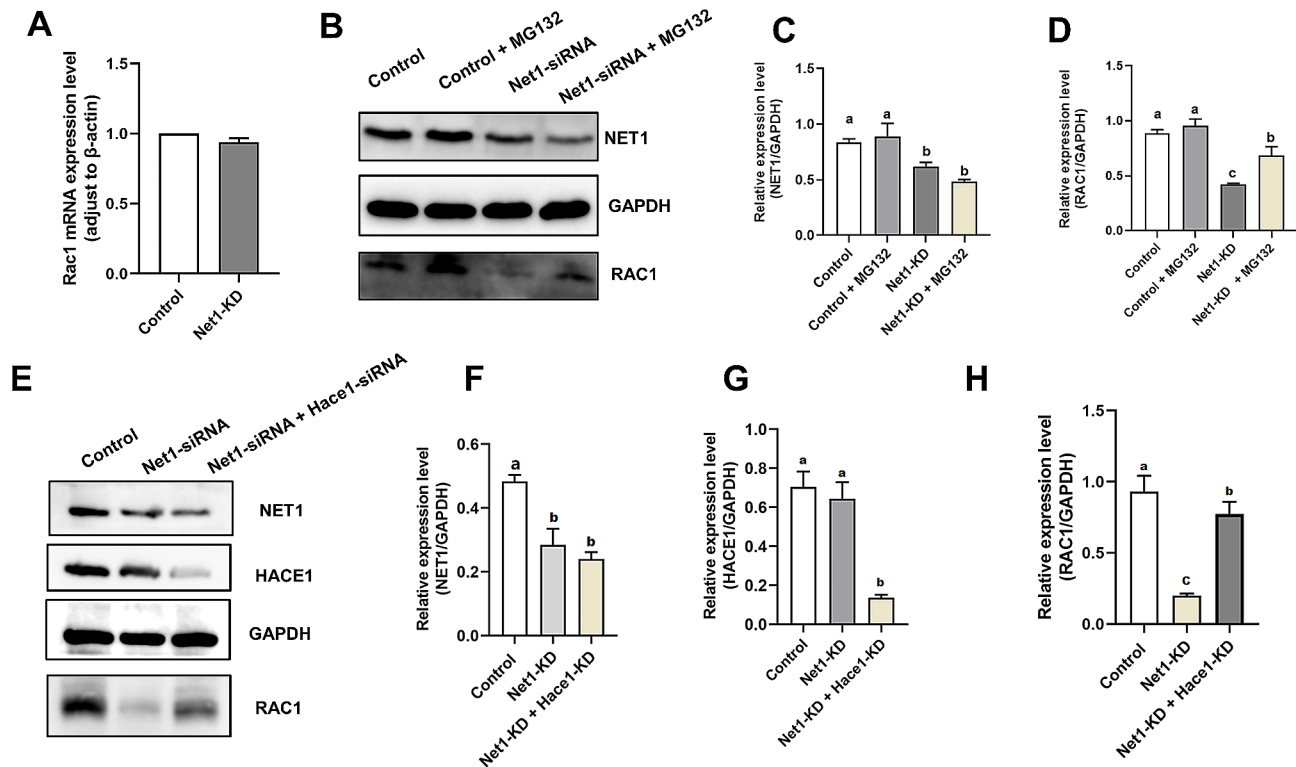 A
Rac1 mRNA expression level
(adjust to β-actin)
1.5
1.0
0.5
0.0
Control
Net1-KD
B
Control
Control + MG132
Net1-siRNA
Net1-siRNA + MG132
NET1
GAPDH
RAC1
C
Relative expression level
(NET1/GAPDH)
1.5
1.0
0.5
0.0
a
a
b
b
Control
Control + MG132
Net1-KD
Net1-KD + MG132
D
Relative expression level
(RAC1/GAPDH)
1.5
1.0
0.5
0.0
a
a
c
b
Control
Control + MG132
Net1-KD
Net1-KD + MG132
E
Control
Net1-siRNA
Net1-siRNA + Hace1-siRNA
NET1
HACE1
GAPDH
RAC1
F
Relative expression level
(NET1/GAPDH)
0.6
0.4
0.2
0.0
a
b
b
Control
Net1-KD
Net1-KD + Hace1-KD
G
Relative expression level
(HACE1/GAPDH)
1.0
0.8
0.6
0.4
0.2
0.0
a
a
b
Control
Net1-KD
Net1-KD + Hace1-KD
H
Relative expression level
(RAC1/GAPDH)
1.5
1.0
0.5
0.0
a
c
b
Control
Net1-KD
Net1-KD + Hace1-KD